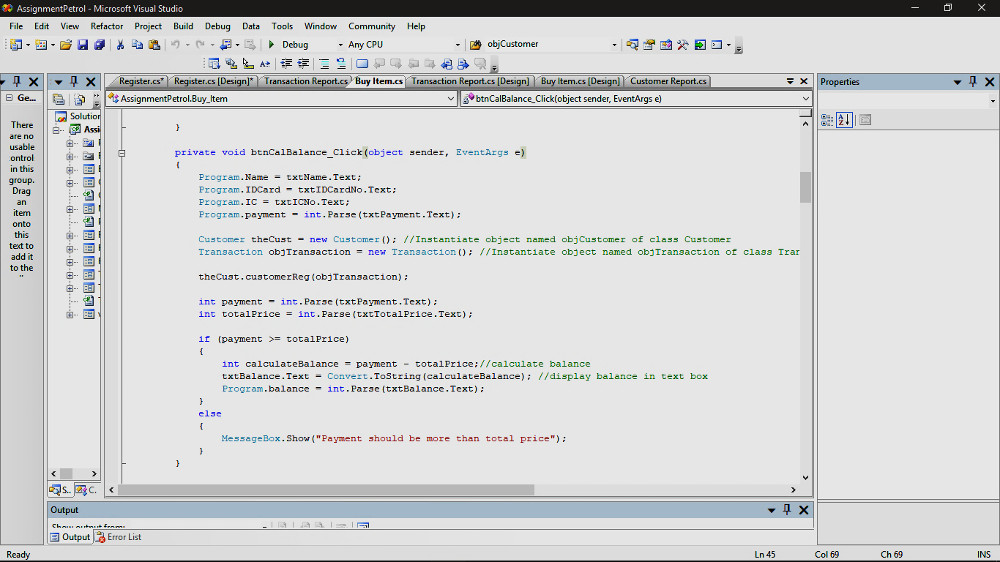 AssignmentPetrol - Microsoft Visual Studio
File Edit View Refactor Project Build Debug Data Tools Window Community Help
Debug Any CPU objCustomer
Register.cs* Register.cs [Design]* Transaction Report.cs Buy Item.cs Transaction Report.cs [Design] Buy Item.cs [Design] Customer Report.cs
AssignmentPetrol.Buy_Item btnCalBalance_Click(object sender, EventArgs e)
Ge...
There
are no
usable
control
in this
group.
Drag
an
item
onto
this
text to
add it
to the
Solution
Assi
}
private void btnCalBalance_Click(object sender, EventArgs e)
{
Program.Name = txtName.Text;
Program.IDCard = txtIDCardNo.Text;
Program.IC = txtICNo.Text;
Program.payment = int.Parse(txtPayment.Text);
Customer theCust = new Customer(); //Instantiate object named objCustomer of class Customer
Transaction objTransaction = new Transaction(); //Instantiate object named objTransaction of class Tran
theCust.customerReg(objTransaction);
int payment = int.Parse(txtPayment.Text);
int totalPrice = int.Parse(txtTotalPrice.Text);
if (payment >= totalPrice)
{
int calculateBalance = payment - totalPrice;//calculate balance
txtBalance.Text = Convert.ToString(calculateBalance); //display balance in text box
Program.balance = int.Parse(txtBalance.Text);
}
else
{
MessageBox.Show("Payment should be more than total price");
}
}
S.. C.
Properties
Output
Show output from:
Output Error List
Ready Ln 45 Col 69 Ch 69 INS